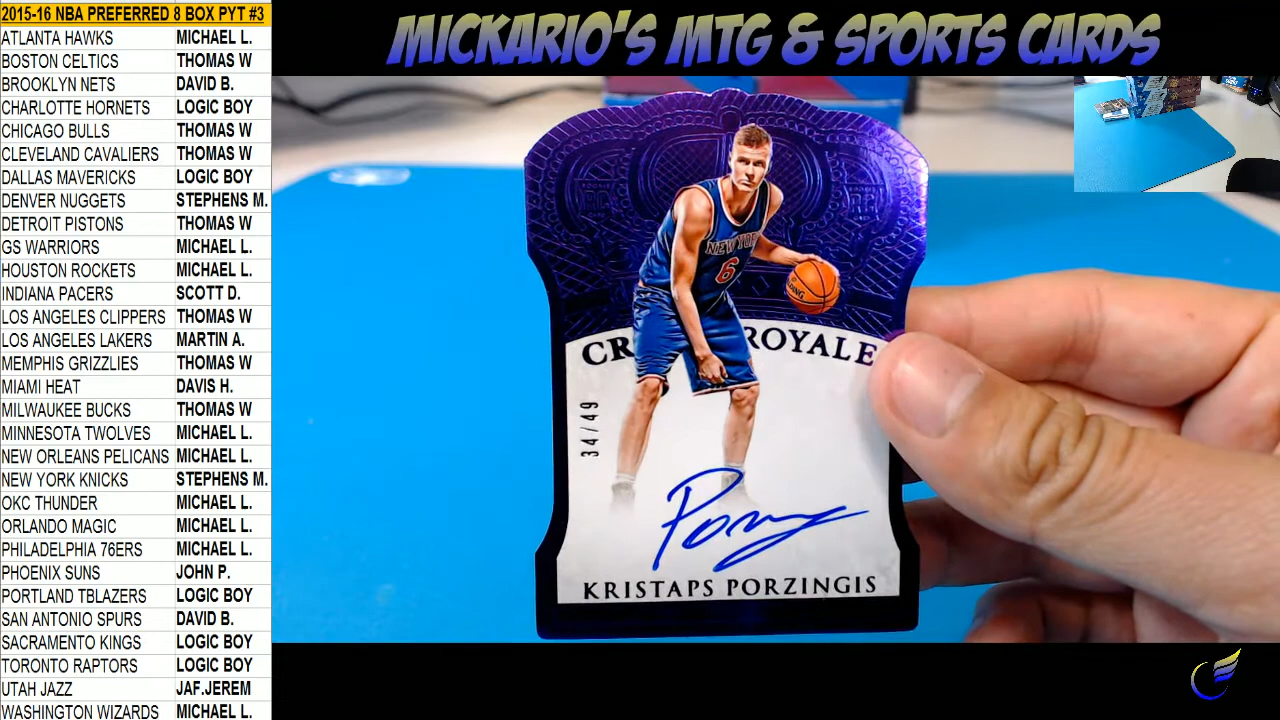 2015-16 NBA PREFERRED 8 BOX PYT #3
ATLANTA HAWKS MICHAEL L.
BOSTON CELTICS THOMAS W
BROOKLYN NETS DAVID B.
CHARLOTTE HORNETS LOGIC BOY
CHICAGO BULLS THOMAS W
CLEVELAND CAVALIERS THOMAS W
DALLAS MAVERICKS LOGIC BOY
DENVER NUGGETS STEPHENS M.
DETROIT PISTONS THOMAS W
GS WARRIORS MICHAEL L.
HOUSTON ROCKETS MICHAEL L.
INDIANA PACERS SCOTT D.
LOS ANGELES CLIPPERS THOMAS W
LOS ANGELES LAKERS MARTIN A.
MEMPHIS GRIZZLIES THOMAS W
MIAMI HEAT DAVIS H.
MILWAUKEE BUCKS THOMAS W
MINNESOTA TWOLVES MICHAEL L.
NEW ORLEANS PELICANS MICHAEL L.
NEW YORK KNICKS STEPHENS M.
OKC THUNDER MICHAEL L.
ORLANDO MAGIC MICHAEL L.
PHILADELPHIA 76ERS MICHAEL L.
PHOENIX SUNS JOHN P.
PORTLAND TBLAZERS LOGIC BOY
SAN ANTONIO SPURS DAVID B.
SACRAMENTO KINGS LOGIC BOY
TORONTO RAPTORS LOGIC BOY
UTAH JAZZ JAF.JEREM
WASHINGTON WIZARDS MICHAEL L.
MICKARIO'S MTG & SPORTS CARDS
NEW YORK
6
SPALDING
CR ROYALE
34/49
Porzingis
KRISTAPS PORZINGIS